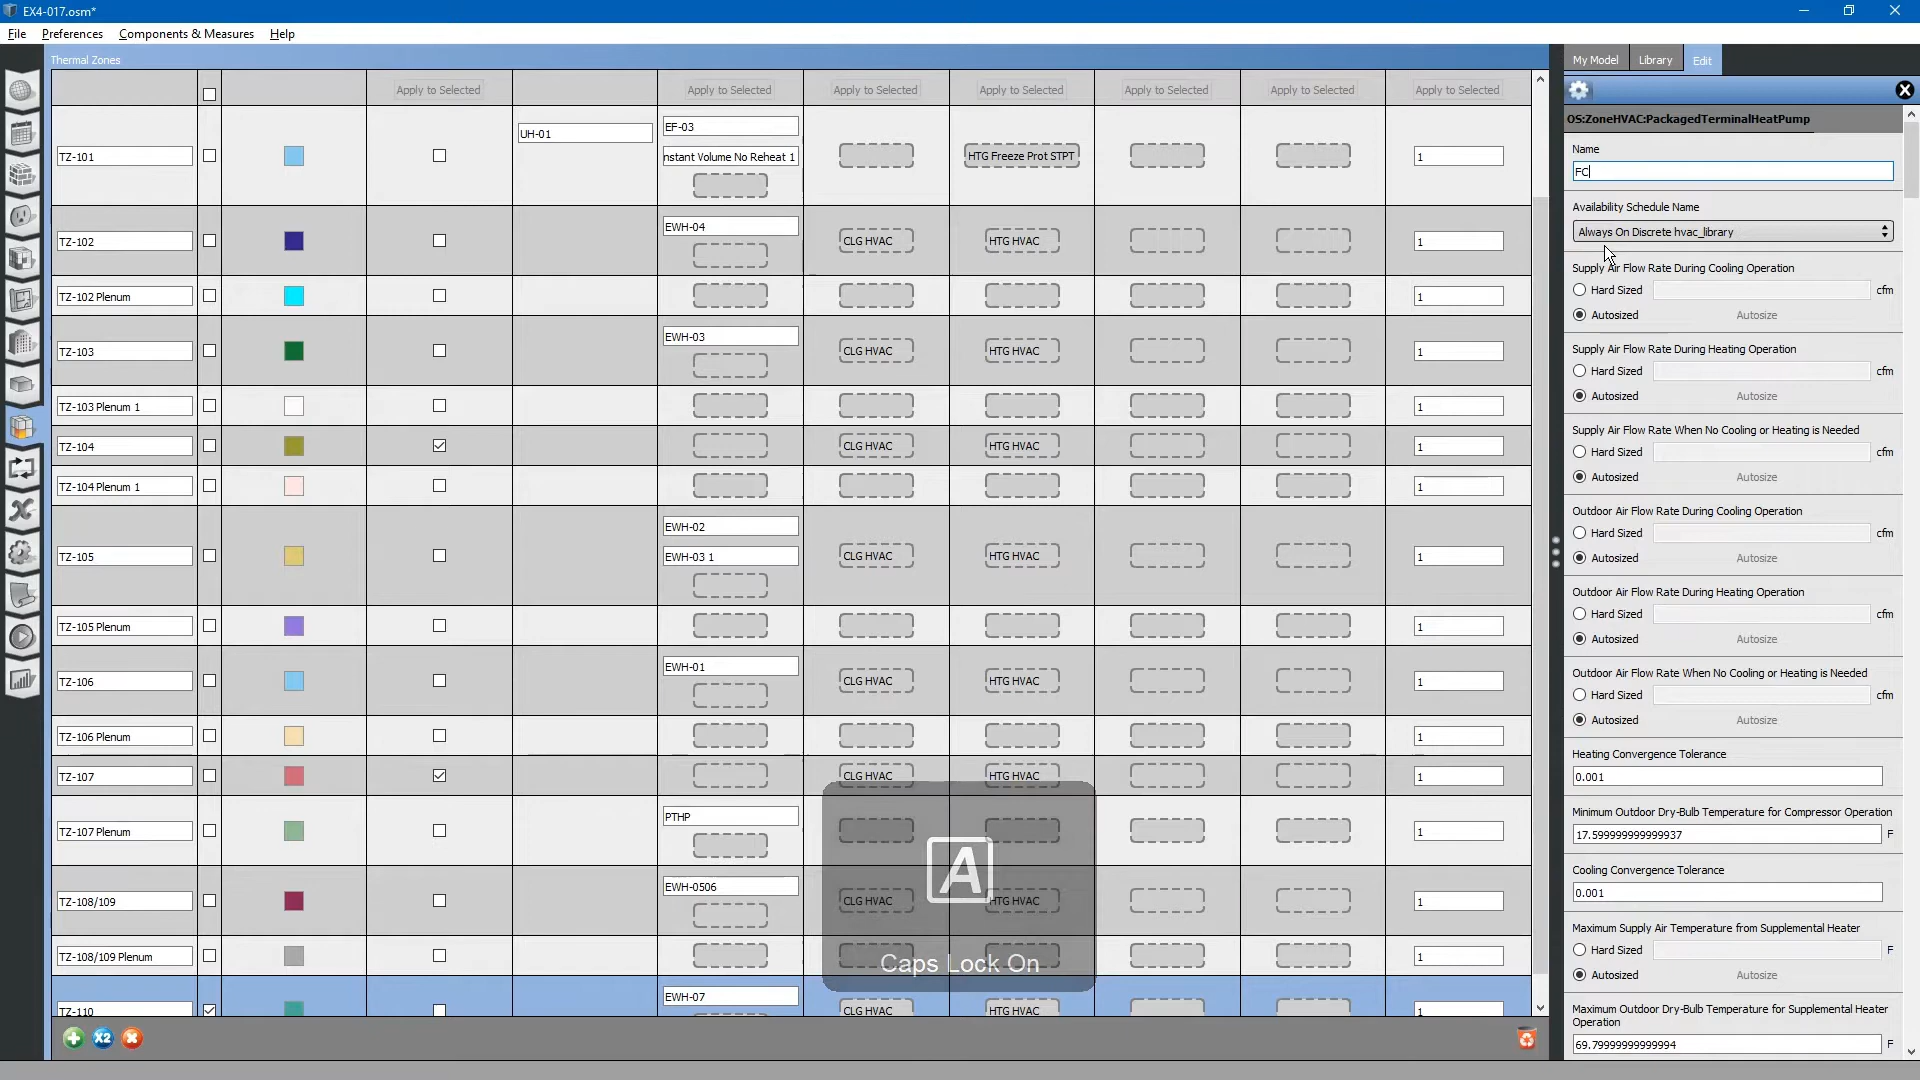 EX4-017.osm*
File Preferences Components & Measures Help
Thermal Zones
My Model Library Edit
Apply to Selected Apply to Selected Apply to Selected Apply to Selected Apply to Selected Apply to Selected Apply to Selected
OS:ZoneHVAC:PackagedTerminalHeatPump
Name
FC
Availability Schedule Name
Always On Discrete hvac_library
Supply Air Flow Rate During Cooling Operation
Hard Sized cfm
Autosized Autosize
Supply Air Flow Rate During Heating Operation
Hard Sized cfm
Autosized Autosize
Supply Air Flow Rate When No Cooling or Heating is Needed
Hard Sized cfm
Autosized Autosize
Outdoor Air Flow Rate During Cooling Operation
Hard Sized cfm
Autosized Autosize
Outdoor Air Flow Rate During Heating Operation
Hard Sized cfm
Autosized Autosize
Outdoor Air Flow Rate When No Cooling or Heating is Needed
Hard Sized cfm
Autosized Autosize
Heating Convergence Tolerance
0.001
Minimum Outdoor Dry-Bulb Temperature for Compressor Operation
17.599999999999937 F
Cooling Convergence Tolerance
0.001
Maximum Supply Air Temperature from Supplemental Heater
Hard Sized F
Autosized Autosize
Maximum Outdoor Dry-Bulb Temperature for Supplemental Heater
Operation
69.79999999999994 F
EF-03
TZ-101 UH-01 nstant Volume No Reheat 1 HTG Freeze Prot STPT 1
EWH-04
TZ-102 CLG HVAC HTG HVAC 1
TZ-102 Plenum 1
EWH-03
TZ-103 CLG HVAC HTG HVAC 1
TZ-103 Plenum 1 1
TZ-104 CLG HVAC HTG HVAC 1
TZ-104 Plenum 1 1
EWH-02
TZ-105 EWH-03 1 CLG HVAC HTG HVAC 1
TZ-105 Plenum 1
EWH-01
TZ-106 CLG HVAC HTG HVAC 1
TZ-106 Plenum 1
TZ-107 CLG HVAC HTG HVAC 1
PTHP
TZ-107 Plenum 1
EWH-0506
TZ-108/109 CLG HVAC HTG HVAC 1
TZ-108/109 Plenum 1
EWH-07
TZ-110 CLG HVAC HTG HVAC 1
A
Caps Lock On
X2